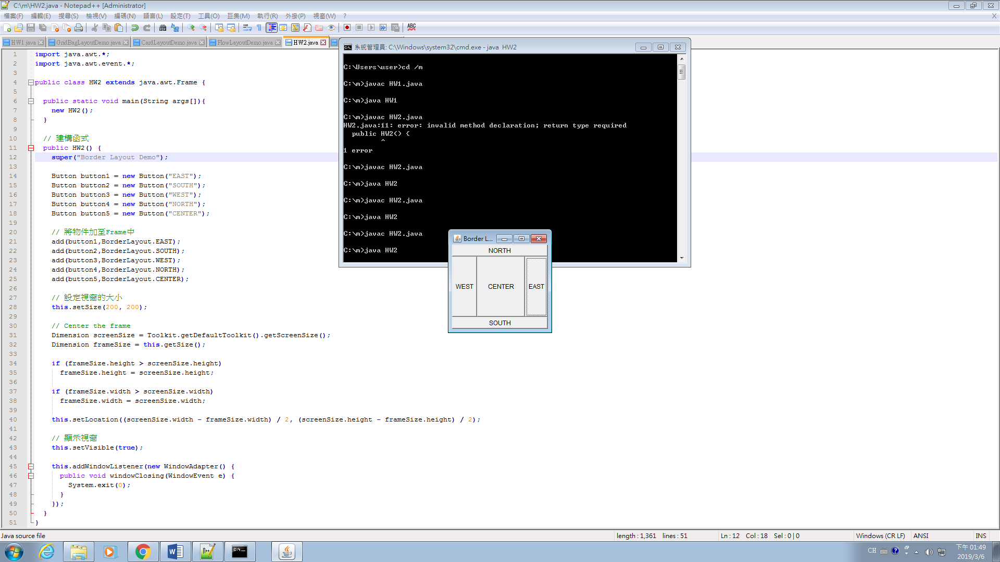 C:\m\HW2.java - Notepad++ [Administrator]
檔案(F) 編輯(E) 搜尋(S) 檢視(V) 編碼(N) 語言(L) 設定(T) 工具(O) 巨集(M) 執行(R) 外掛(P) 視窗(W) ? X
HW1.java GridBagLayoutDemo.java CardLayoutDemo.java FlowLayoutDemo.java HW2.java
1 import java.awt.*;
2 import java.awt.event.*;
3
4 public class HW2 extends java.awt.Frame {
5
6 public static void main(String args[]){
7 new HW2();
8 }
9
10 // 建構函式
11 public HW2() {
12 super("Border Layout Demo");
13
14 Button button1 = new Button("EAST");
15 Button button2 = new Button("SOUTH");
16 Button button3 = new Button("WEST");
17 Button button4 = new Button("NORTH");
18 Button button5 = new Button("CENTER");
19
20 // 將物件加至Frame中
21 add(button1,BorderLayout.EAST);
22 add(button2,BorderLayout.SOUTH);
23 add(button3,BorderLayout.WEST);
24 add(button4,BorderLayout.NORTH);
25 add(button5,BorderLayout.CENTER);
26
27 // 設定視窗的大小
28 this.setSize(200, 200);
29
30 // Center the frame
31 Dimension screenSize = Toolkit.getDefaultToolkit().getScreenSize();
32 Dimension frameSize = this.getSize();
33
34 if (frameSize.height > screenSize.height)
35 frameSize.height = screenSize.height;
36
37 if (frameSize.width > screenSize.width)
38 frameSize.width = screenSize.width;
39
40 this.setLocation((screenSize.width - frameSize.width) / 2, (screenSize.height - frameSize.height) / 2);
41
42 // 顯示視窗
43 this.setVisible(true);
44
45 this.addWindowListener(new WindowAdapter() {
46 public void windowClosing(WindowEvent e) {
47 System.exit(0);
48 }
49 });
50 }
51 }
系統管理員: C:\Windows\system32\cmd.exe - java HW2
C:\Users\user>cd /m
C:\m>javac HW1.java
C:\m>java HW1
C:\m>javac HW2.java
HW2.java:11: error: invalid method declaration; return type required
public HW2() {
^
1 error
C:\m>javac HW2.java
C:\m>java HW2
C:\m>javac HW2.java
C:\m>java HW2
C:\m>javac HW2.java
C:\m>java HW2
Border L...
NORTH
WEST CENTER EAST
SOUTH
Java source file length : 1,361 lines : 51 Ln : 12 Col : 18 Sel : 0 | 0 Windows (CR LF) ANSI INS
CH 下午 01:49
2019/3/6